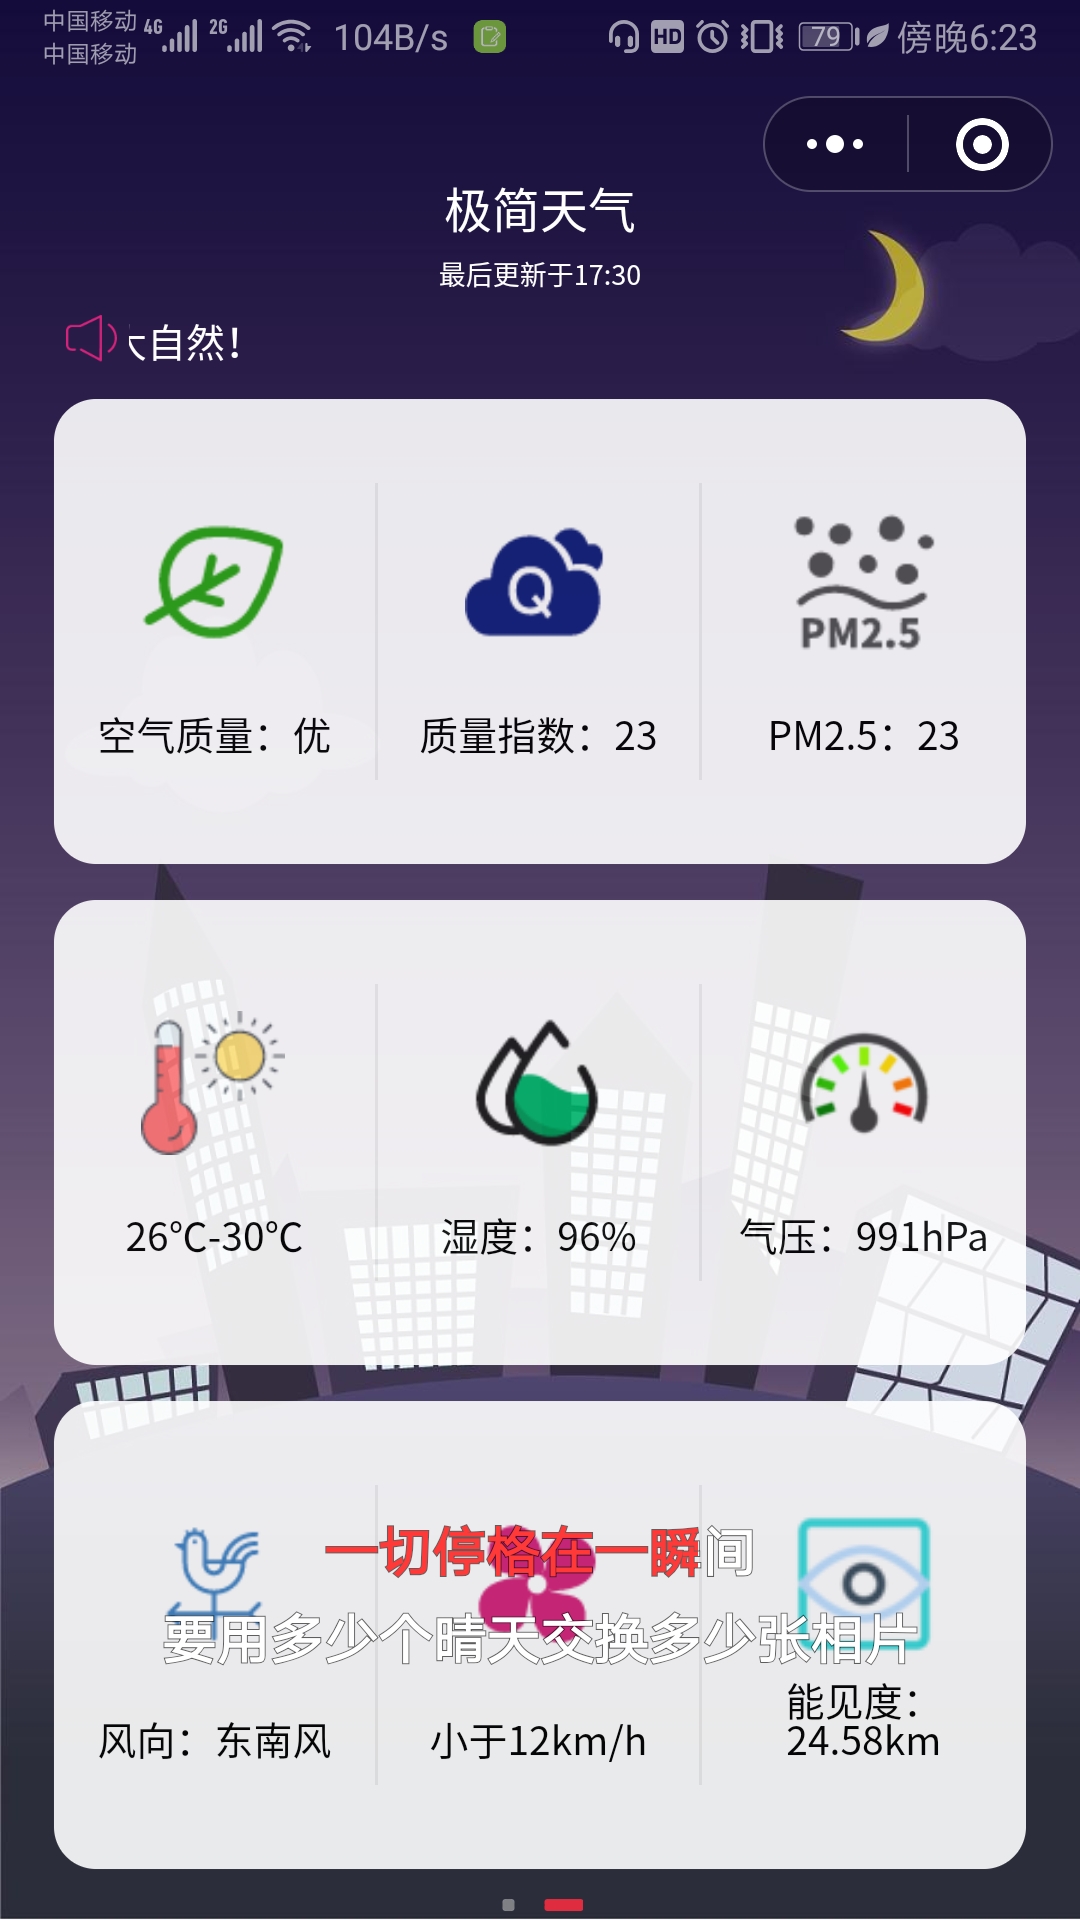 中国移动 4G 2G 104B/s HD 79 傍晚6:23
中国移动
极简天气
最后更新于17:30
大自然！
Q
PM2.5
空气质量：优
质量指数：23
PM2.5：23
26℃-30℃
湿度：96%
气压：991hPa
一切停格在一瞬间
要用多少个晴天交换多少张相片
风向：东南风
小于12km/h
能见度：
24.58km